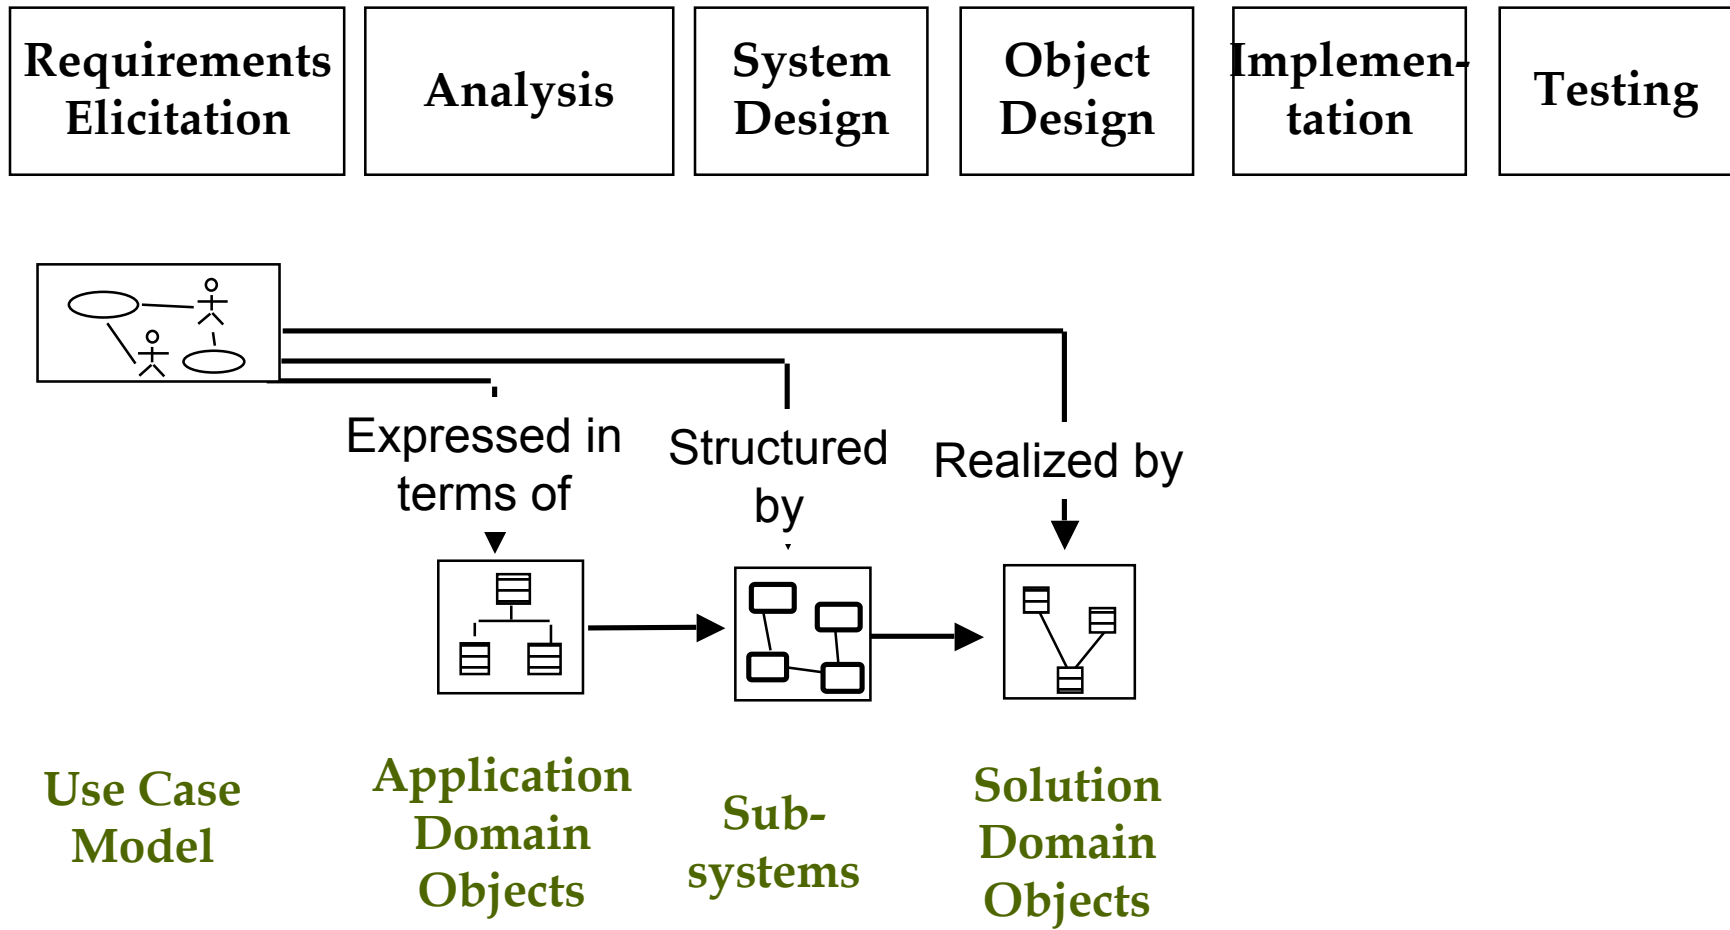 Requirements
Elicitation
Analysis
System
Design
Object
Design
Implemen-
tation
Testing
Expressed in
terms of
Structured
by
Realized by
Use Case
Model
Application
Domain
Objects
Sub-
systems
Solution
Domain
Objects